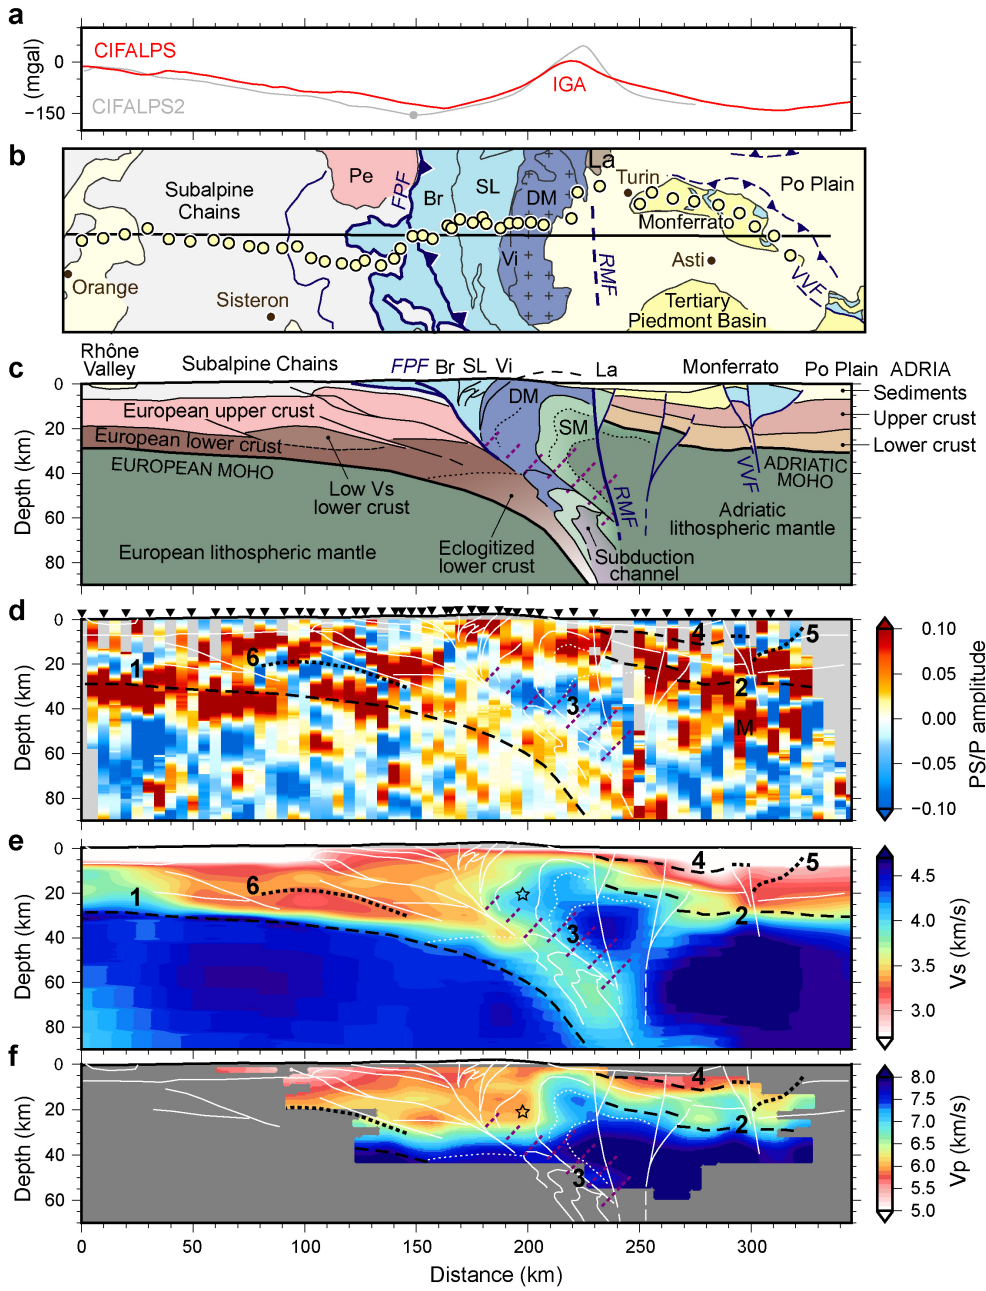 a
(mgal)
0
−150
CIFALPS
CIFALPS2
IGA
b
Subalpine
Chains
Pe
FPF
Br
SL
DM
Vi
La
Turin
Po Plain
Monferrato
Asti
RMF
VVF
Orange
Sisteron
Tertiary
Piedmont Basin
c
Rhône
Valley
Subalpine Chains
FPF
Br
SL
Vi
La
Monferrato
Po Plain
ADRIA
Sediments
Upper crust
Lower crust
European upper crust
European lower crust
EUROPEAN MOHO
Low Vs
lower crust
European lithospheric mantle
Eclogitized
lower crust
DM
SM
RMF
VVF
ADRIATIC
MOHO
Adriatic
lithospheric mantle
Subduction
channel
Depth (km)
0
20
40
60
80
d
Depth (km)
0
20
40
60
80
1
6
3
4
5
2
M
0.10
0.05
0.00
−0.05
−0.10
PS/P amplitude
e
Depth (km)
0
20
40
60
80
1
6
3
4
5
2
4.5
4.0
3.5
3.0
Vs (km/s)
f
Depth (km)
0
20
40
60
3
4
2
8.0
7.5
7.0
6.5
6.0
5.5
5.0
Vp (km/s)
0
50
100
150
200
250
300
Distance (km)